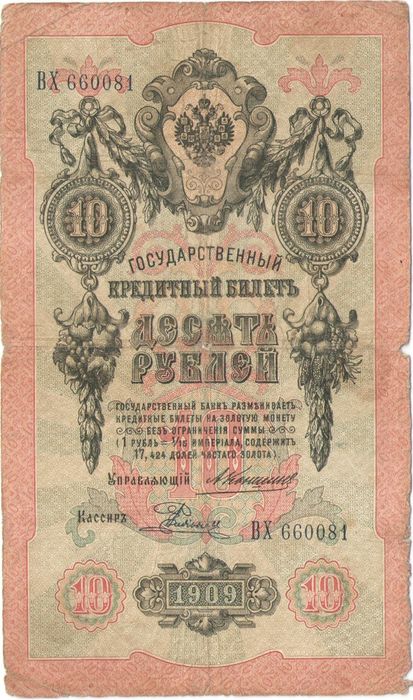 ВХ 660081
10 10
ГОСУДАРСТВЕННЫЙ
КРЕДИТНЫЙ БИЛЕТЪ
ДЕСЯТЬ
РУБЛЕЙ
ГОСУДАРСТВЕННЫЙ БАНКЪ РАЗМѢНИВАЕТЪ
КРЕДИТНЫЕ БИЛЕТЫ НА ЗОЛОТУЮ МОНЕТУ
БЕЗЪ ОГРАНИЧЕНІЯ СУММЫ
(1 РУБЛЬ = 1/15 ИМПЕРІАЛА, СОДЕРЖИТЪ
17,424 ДОЛЕЙ ЧИСТАГО ЗОЛОТА).
10
Управляющій
Кассиръ
ВХ 660081
10 1909 10